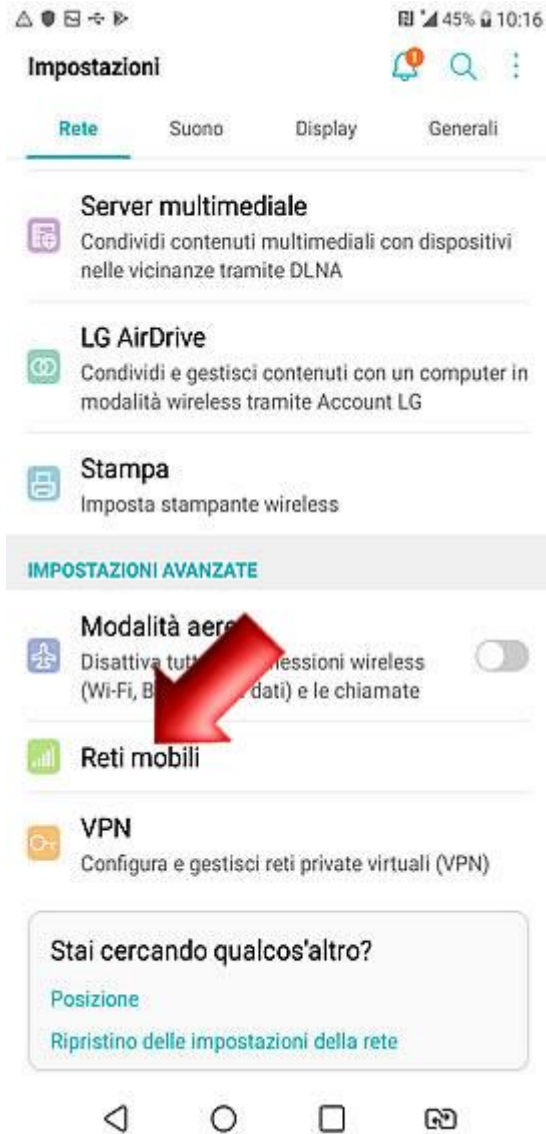 45% 10:16
Impostazioni
Rete Suono Display Generali
Server multimediale
Condividi contenuti multimediali con dispositivi
nelle vicinanze tramite DLNA
LG AirDrive
Condividi e gestisci contenuti con un computer in
modalità wireless tramite Account LG
Stampa
Imposta stampante wireless
IMPOSTAZIONI AVANZATE
Modalità
Disattiva wireless
(Wi-Fi, dati) e le chiamate
Reti mobili
VPN
Configura e gestisci reti private virtuali (VPN)
Stai cercando qualcos'altro?
Posizione
Ripristino delle impostazioni della rete